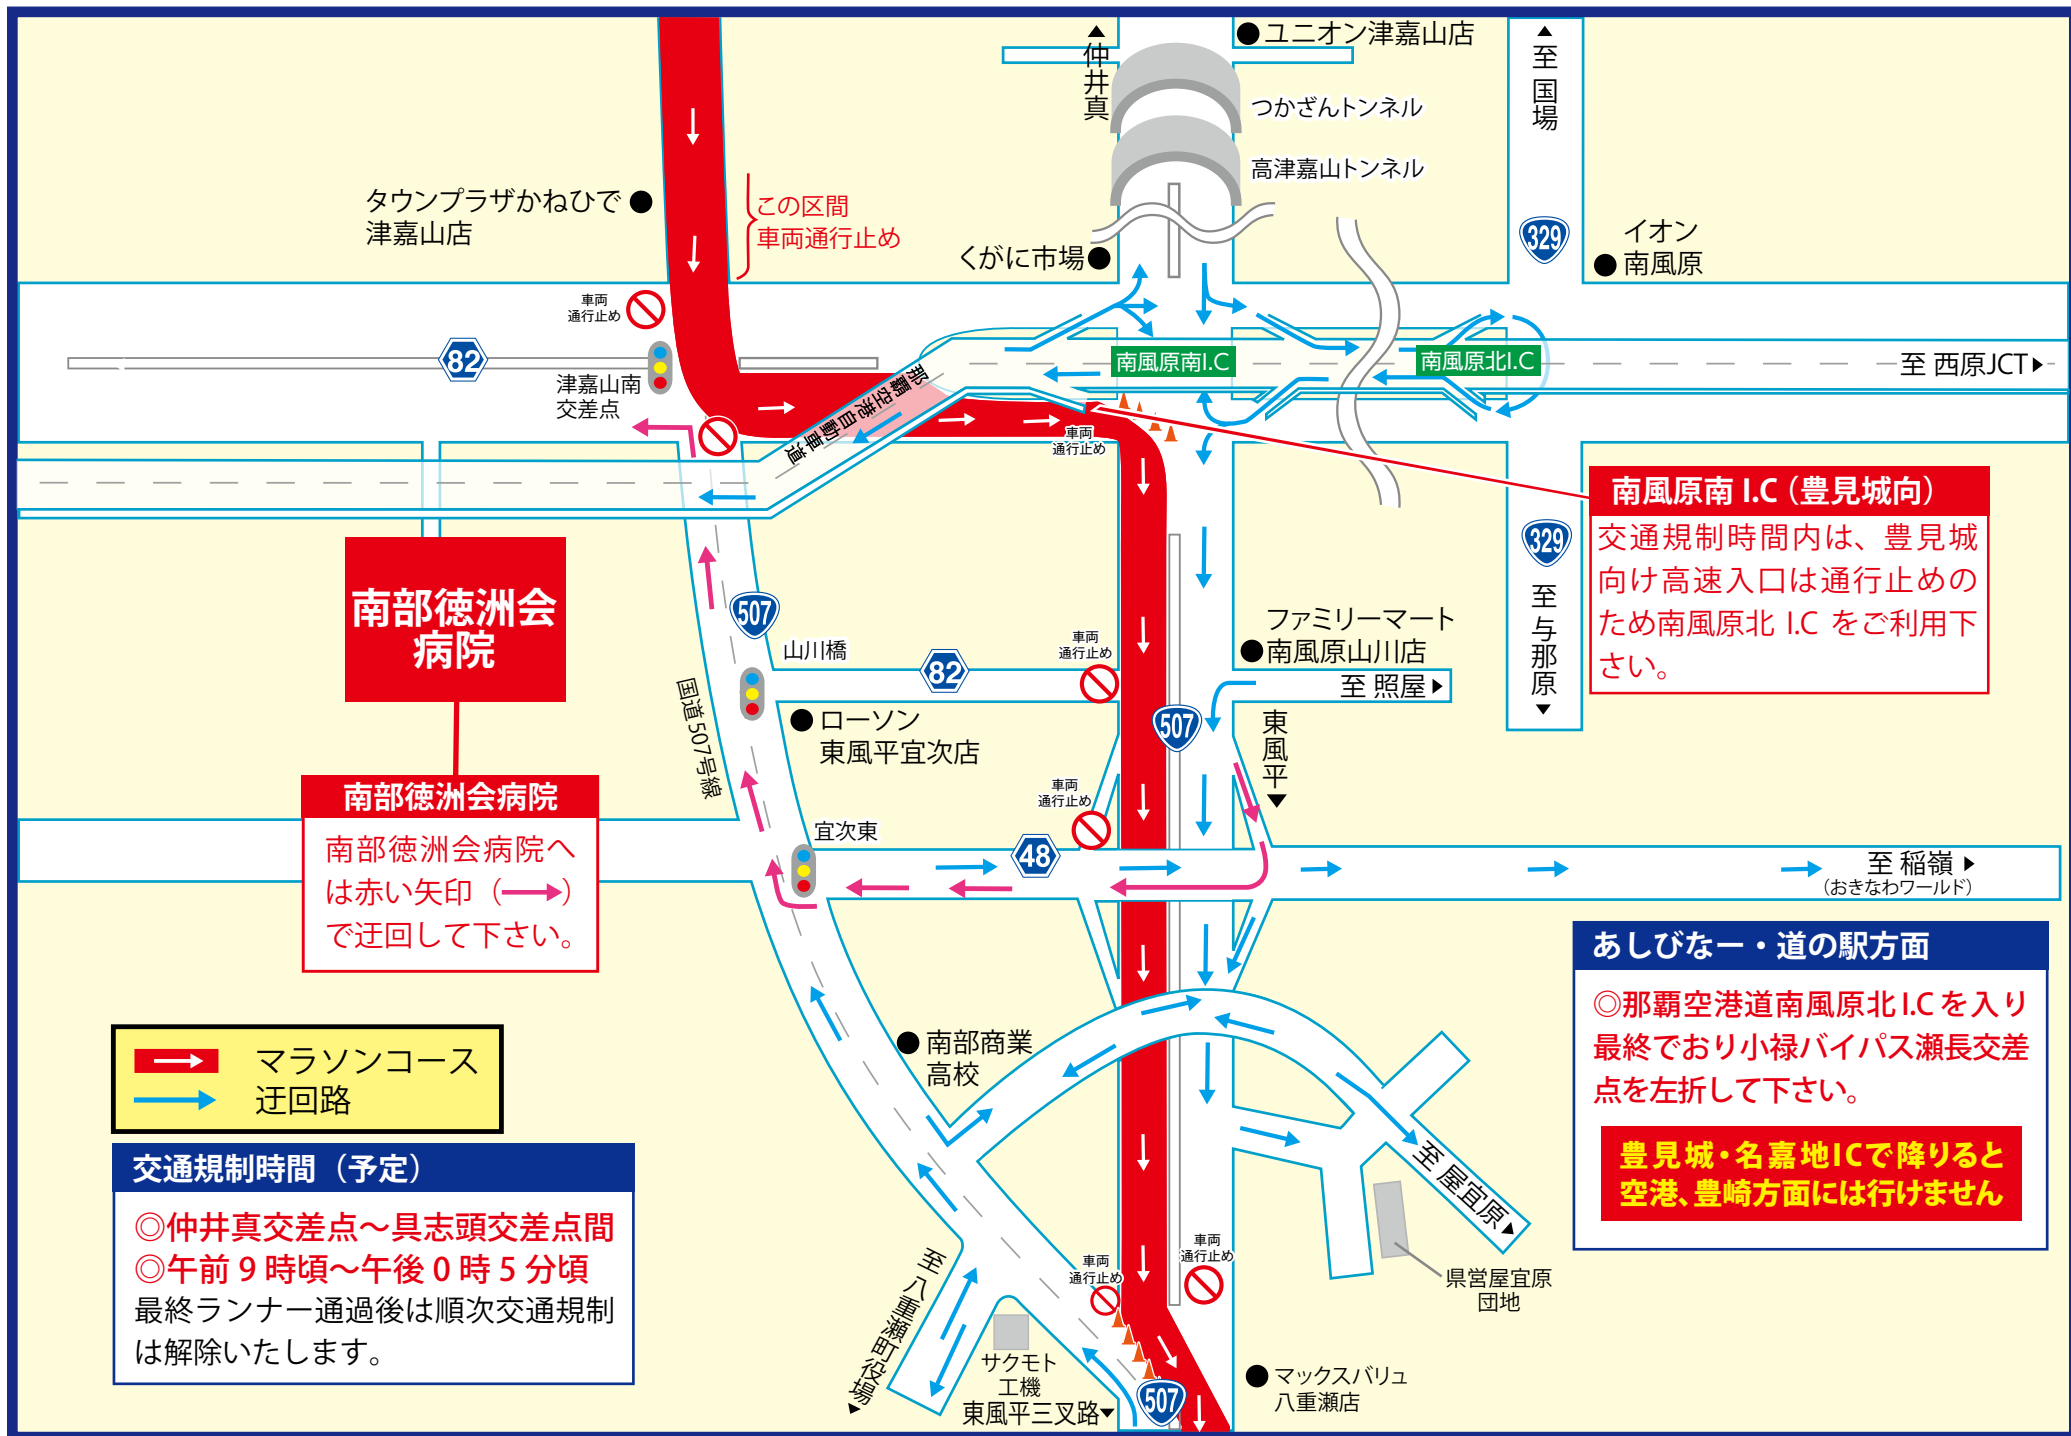 仲井真
ユニオン津嘉山店
至 国場
つかざんトンネル
高津嘉山トンネル
タウンプラザかねひで
津嘉山店
この区間
車両通行止め
くがに市場
329
イオン
南風原
車両
通行止め
82
津嘉山南
交差点
那覇空港自動車道
南風原南I.C
南風原北I.C
至 西原JCT
車両
通行止め
南風原南 I.C（豊見城向）
交通規制時間内は、豊見城
向け高速入口は通行止めの
ため南風原北 I.C をご利用下
さい。
329
至 与那原
南部徳洲会
病院
507
山川橋
82
車両
通行止め
ファミリーマート
南風原山川店
至 照屋
国道507号線
ローソン
東風平宜次店
507
東風平
南部徳洲会病院
南部徳洲会病院へ
は赤い矢印（→）
で迂回して下さい。
宜次東
車両
通行止め
48
至 稲嶺
（おきなわワールド）
あしびなー・道の駅方面
◎那覇空港道南風原北I.Cを入り
最終でおり小禄バイパス瀬長交差
点を左折して下さい。
豊見城・名嘉地ICで降りると
空港、豊崎方面には行けません
マラソンコース
迂回路
南部商業
高校
交通規制時間（予定）
◎仲井真交差点～具志頭交差点間
◎午前 9 時頃～午後 0 時 5 分頃
最終ランナー通過後は順次交通規制
は解除いたします。
至 屋宜原
県営屋宜原
団地
至 八重瀬町役場
車両
通行止め
車両
通行止め
サクモト
工機
東風平三叉路
507
マックスバリュ
八重瀬店